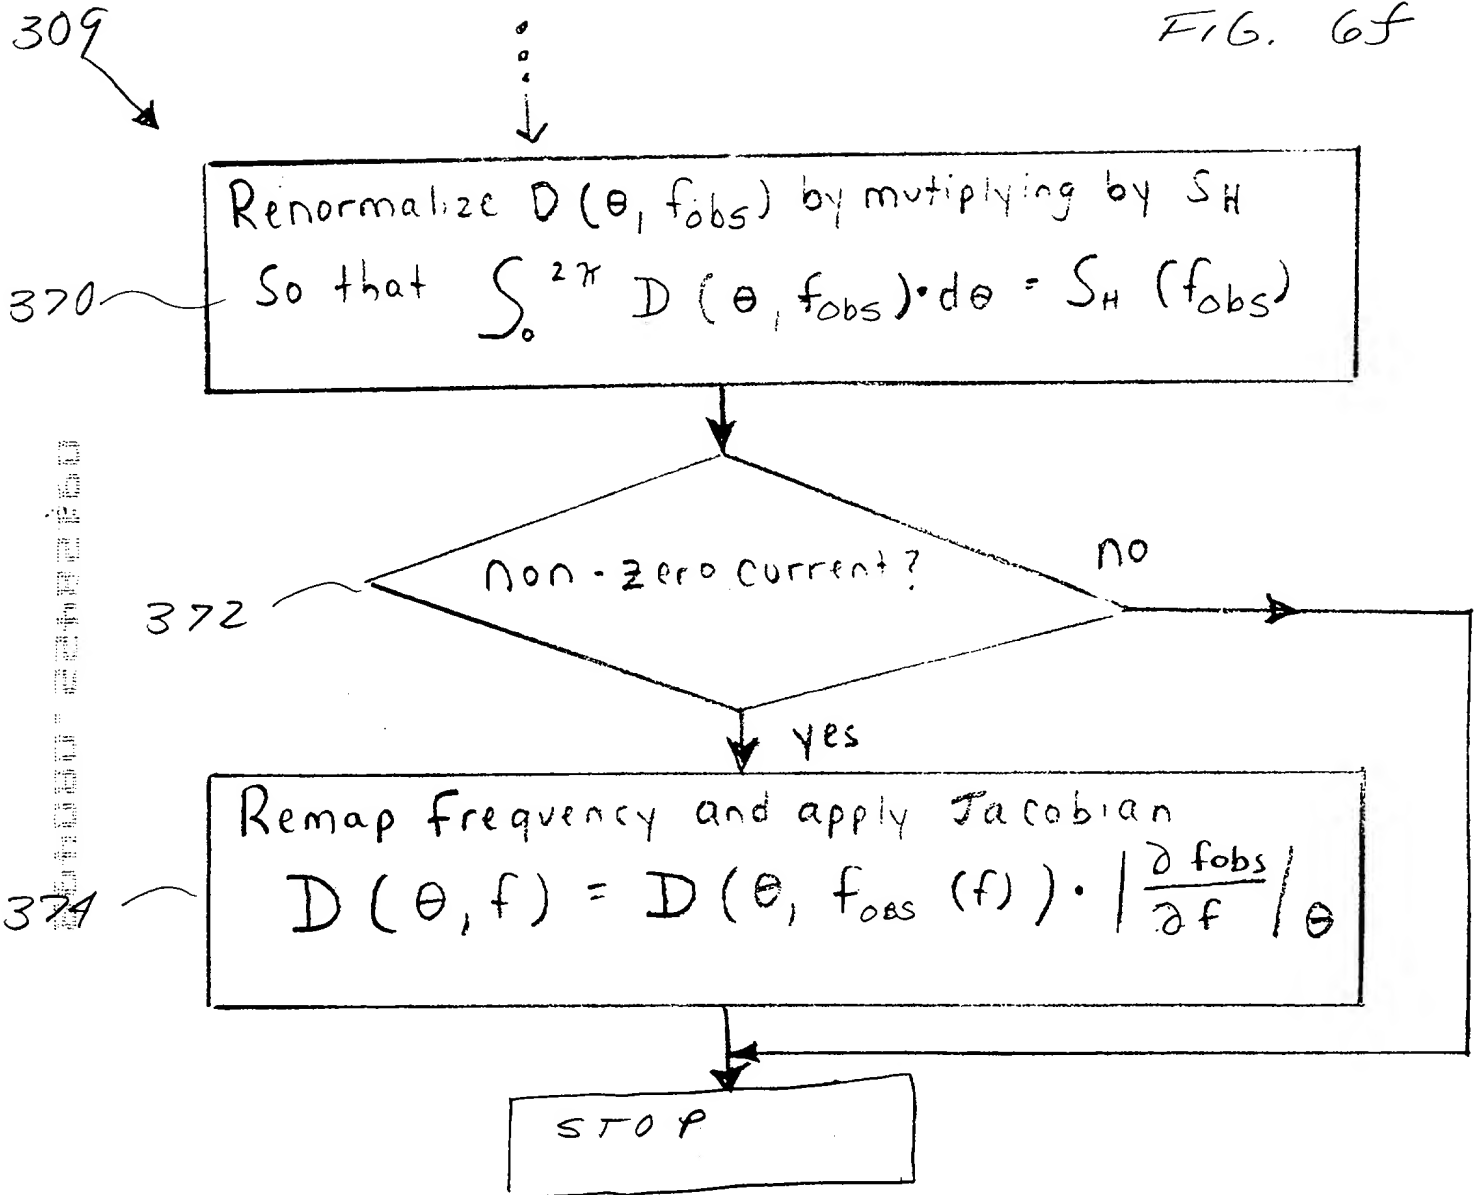 309
FIG. 6f
Renormalize D (θ, fobs) by mutiplying by SH
So that ∫₀^2π D (θ, fobs)·dθ = SH (fobs)
370
non-zero current?
no
372
yes
Remap frequency and apply Jacobian
D (θ, f) = D (θ, fOBS (f)) · |∂ fobs/∂ f|θ
374
STOP